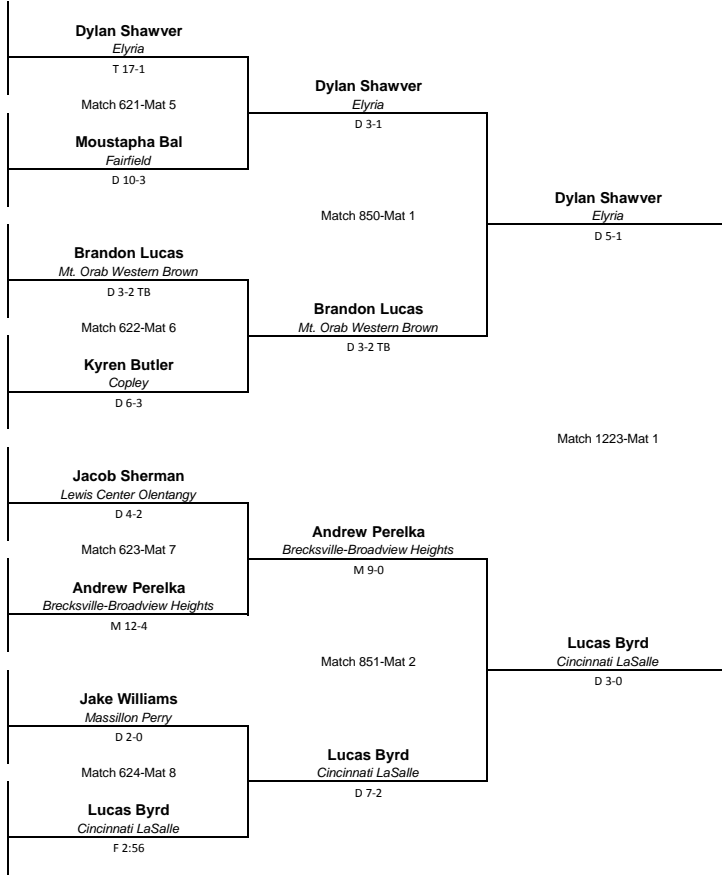 Dylan Shawver
Elyria
T 17-1
Match 621-Mat 5
Moustapha Bal
Fairfield
D 10-3
Brandon Lucas
Mt. Orab Western Brown
D 3-2 TB
Match 622-Mat 6
Kyren Butler
Copley
D 6-3
Jacob Sherman
Lewis Center Olentangy
D 4-2
Match 623-Mat 7
Andrew Perelka
Brecksville-Broadview Heights
M 12-4
Jake Williams
Massillon Perry
D 2-0
Match 624-Mat 8
Lucas Byrd
Cincinnati LaSalle
F 2:56
Dylan Shawver
Elyria
D 3-1
Match 850-Mat 1
Brandon Lucas
Mt. Orab Western Brown
D 3-2 TB
Andrew Perelka
Brecksville-Broadview Heights
M 9-0
Match 851-Mat 2
Lucas Byrd
Cincinnati LaSalle
D 7-2
Dylan Shawver
Elyria
D 5-1
Match 1223-Mat 1
Lucas Byrd
Cincinnati LaSalle
D 3-0